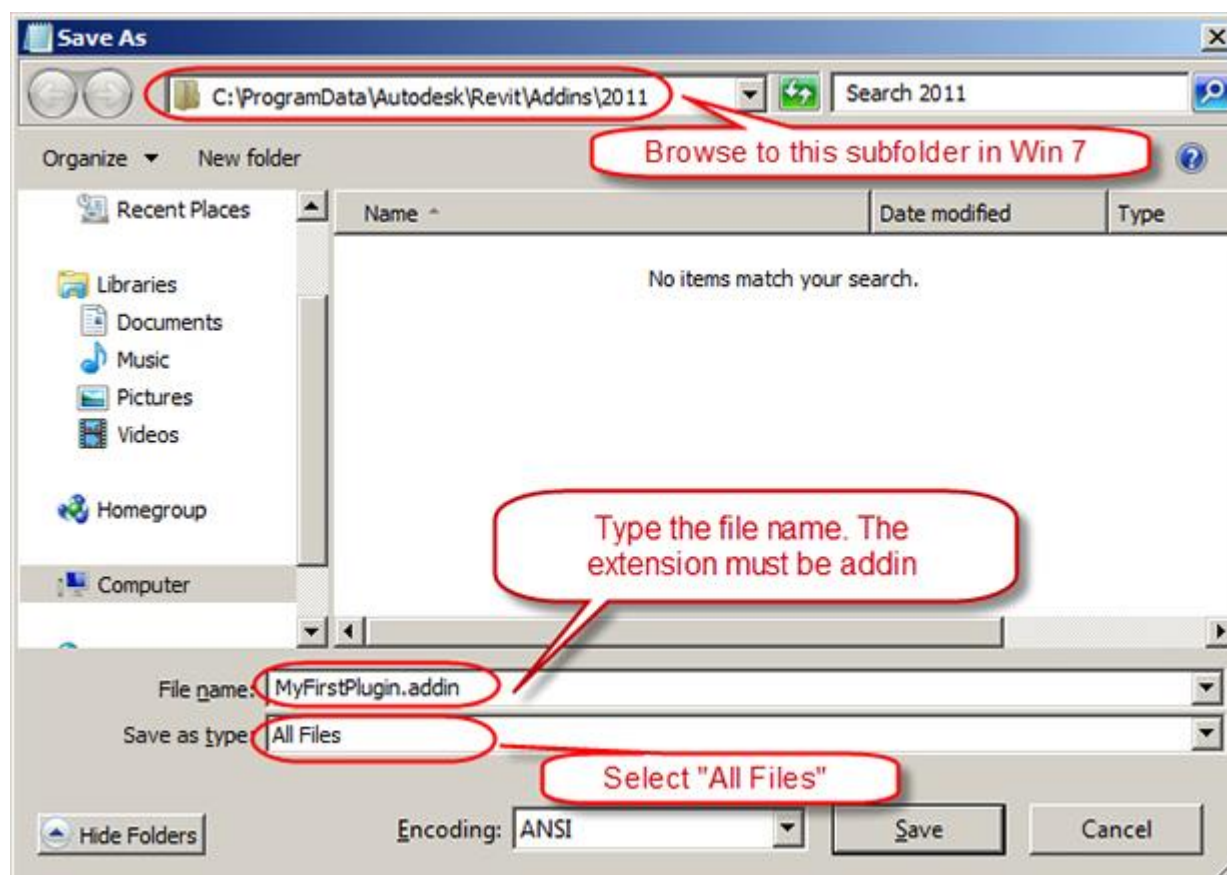 Save As
C:\ProgramData\Autodesk\Revit\Addins\2011
Search 2011
Browse to this subfolder in Win 7
Organize
New folder
Recent Places
Name
Date modified
Type
Libraries
No items match your search.
Documents
Music
Pictures
Videos
Homegroup
Type the file name. The
extension must be addin
Computer
File name:
MyFirstPlugin.addin
Save as type:
All Files
Select "All Files"
Hide Folders
Encoding:
ANSI
Save
Cancel